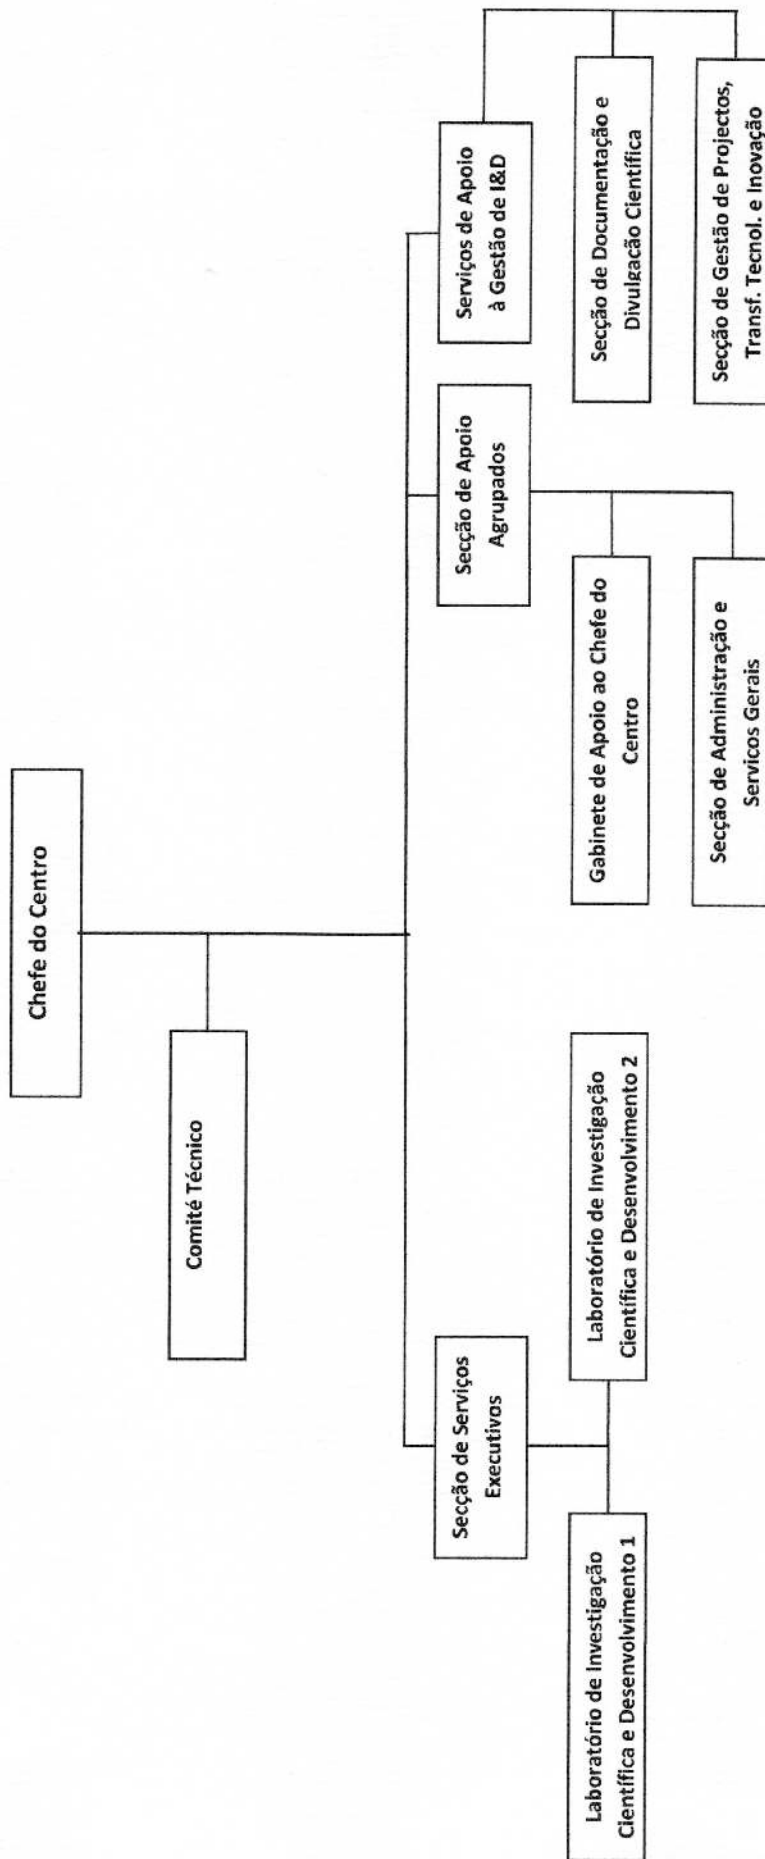 Chefe do Centro
Comité Técnico
Secção de Serviços
Executivos
Secção de Apoio
Agrupados
Serviços de Apoio
à Gestão de I&D
Laboratório de Investigação
Científica e Desenvolvimento 1
Laboratório de Investigação
Científica e Desenvolvimento 2
Gabinete de Apoio ao Chefe do
Centro
Secção de Documentação e
Divulgacão Científica
Secção de Administração e
Servicos Gerais
Secção de Gestão de Projectos,
Transf. Tecnol. e Inovação